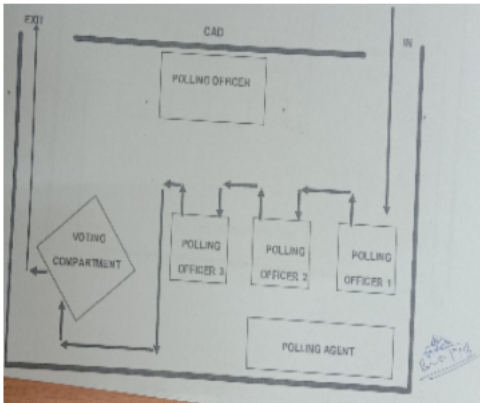 EXIT
CAD
IN
POLLING OFFICER
POLLING
OFFICER 3
POLLING
OFFICER 2
POLLING
OFFICER 1
VOTING
COMPARTMENT
POLLING AGENT